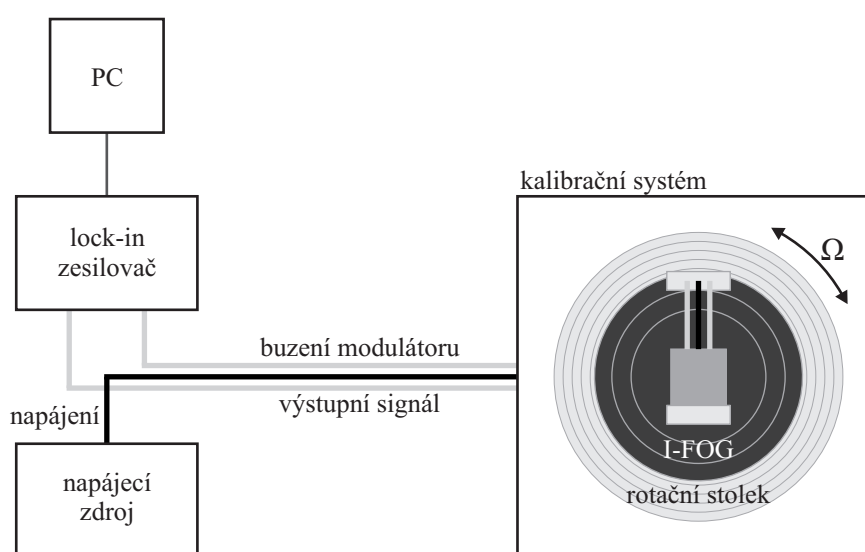 PC
kalibrační systém
lock-in
zesilovač
Ω
buzení modulátoru
výstupní signál
napájení
I-FOG
rotační stolek
napájecí
zdroj